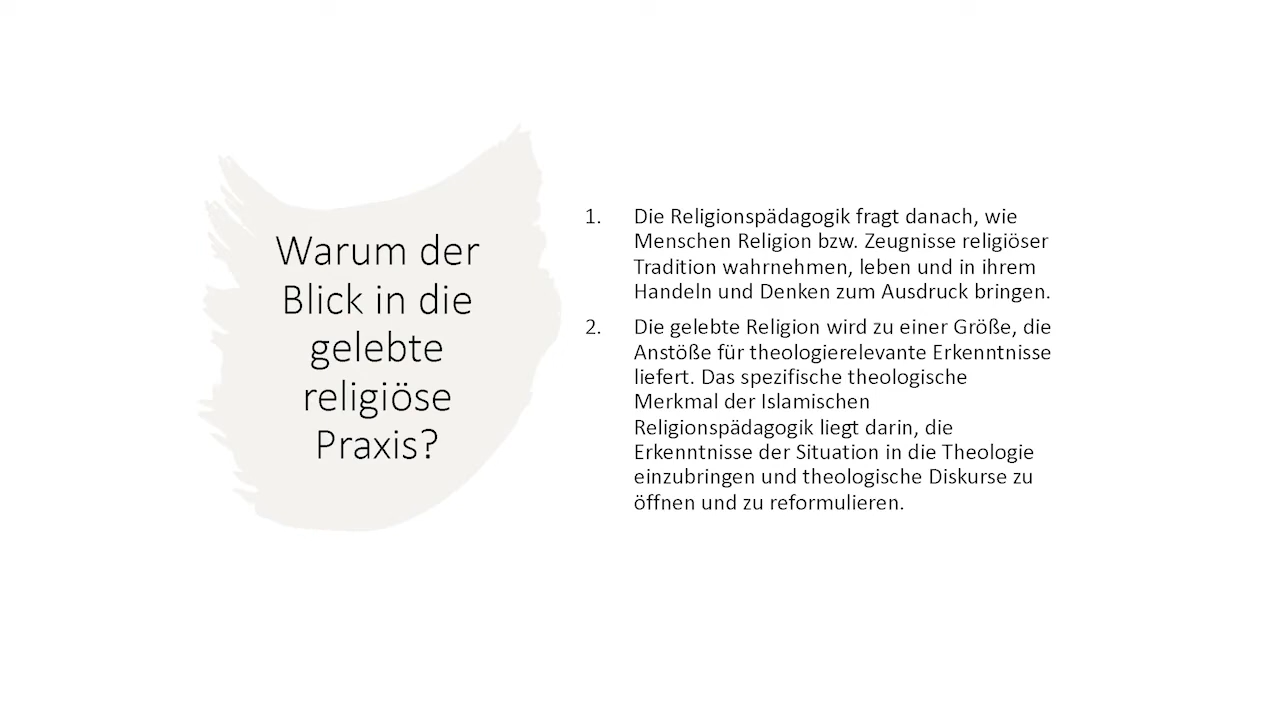 Warum der
Blick in die
gelebte
religiöse
Praxis?
1. Die Religionspädagogik fragt danach, wie
Menschen Religion bzw. Zeugnisse religiöser
Tradition wahrnehmen, leben und in ihrem
Handeln und Denken zum Ausdruck bringen.
2. Die gelebte Religion wird zu einer Größe, die
Anstöße für theologierelevante Erkenntnisse
liefert. Das spezifische theologische
Merkmal der Islamischen
Religionspädagogik liegt darin, die
Erkenntnisse der Situation in die Theologie
einzubringen und theologische Diskurse zu
öffnen und zu reformulieren.